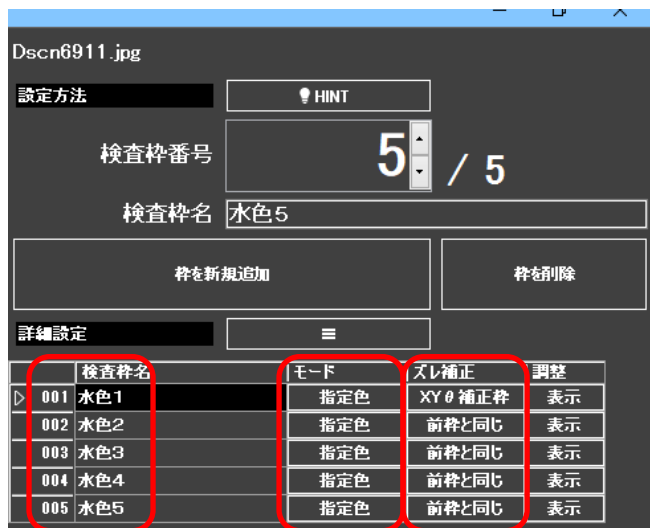 Dscn6911.jpg
設定方法 HINT
検査枠番号 5 / 5
検査枠名 水色5
枠を新規追加 枠を削除
詳細設定 ≡
検査枠名 モード ズレ補正 調整
001 水色1 指定色 XYθ補正枠 表示
002 水色2 指定色 前枠と同じ 表示
003 水色3 指定色 前枠と同じ 表示
004 水色4 指定色 前枠と同じ 表示
005 水色5 指定色 前枠と同じ 表示